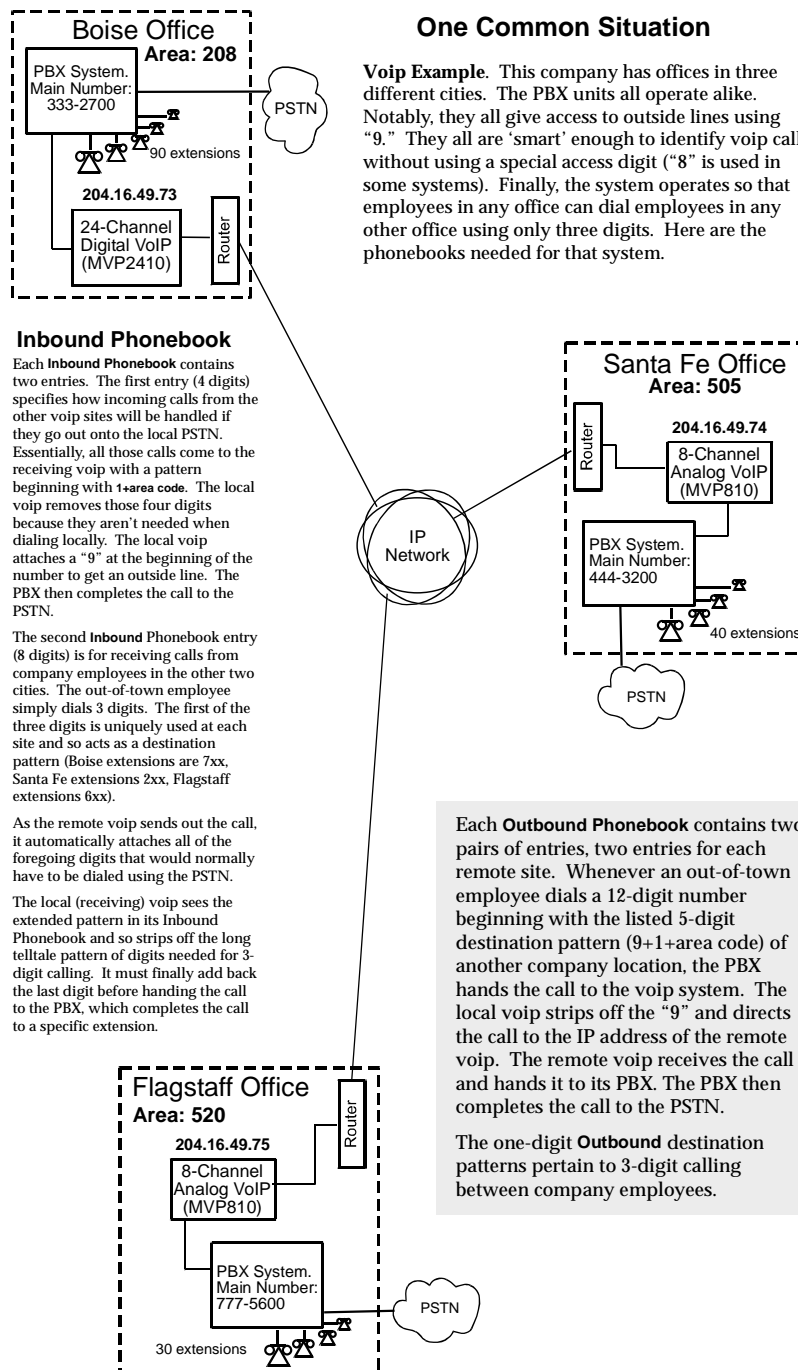 Boise Office
Area: 208
PBX System.
Main Number:
333-2700
PSTN
90 extensions
204.16.49.73
24-Channel
Digital VoIP
(MVP2410)
Router
One Common Situation
Voip Example. This company has offices in three
different cities. The PBX units all operate alike.
Notably, they all give access to outside lines using
“9.” They all are ‘smart’ enough to identify voip call
without using a special access digit (“8” is used in
some systems). Finally, the system operates so that
employees in any office can dial employees in any
other office using only three digits. Here are the
phonebooks needed for that system.
Inbound Phonebook
Each Inbound Phonebook contains
two entries. The first entry (4 digits)
specifies how incoming calls from the
other voip sites will be handled if
they go out onto the local PSTN.
Essentially, all those calls come to the
receiving voip with a pattern
beginning with 1+area code. The local
voip removes those four digits
because they aren’t needed when
dialing locally. The local voip
attaches a “9” at the beginning of the
number to get an outside line. The
PBX then completes the call to the
PSTN.
The second Inbound Phonebook entry
(8 digits) is for receiving calls from
company employees in the other two
cities. The out-of-town employee
simply dials 3 digits. The first of the
three digits is uniquely used at each
site and so acts as a destination
pattern (Boise extensions are 7xx,
Santa Fe extensions 2xx, Flagstaff
extensions 6xx).
As the remote voip sends out the call,
it automatically attaches all of the
foregoing digits that would normally
have to be dialed using the PSTN.
The local (receiving) voip sees the
extended pattern in its Inbound
Phonebook and so strips off the long
telltale pattern of digits needed for 3-
digit calling. It must finally add back
the last digit before handing the call
to the PBX, which completes the call
to a specific extension.
IP
Network
Santa Fe Office
Area: 505
Router
204.16.49.74
8-Channel
Analog VoIP
(MVP810)
PBX System.
Main Number:
444-3200
40 extensions
PSTN
Each Outbound Phonebook contains two
pairs of entries, two entries for each
remote site. Whenever an out-of-town
employee dials a 12-digit number
beginning with the listed 5-digit
destination pattern (9+1+area code) of
another company location, the PBX
hands the call to the voip system. The
local voip strips off the “9” and directs
the call to the IP address of the remote
voip. The remote voip receives the call
and hands it to its PBX. The PBX then
completes the call to the PSTN.
The one-digit Outbound destination
patterns pertain to 3-digit calling
between company employees.
Flagstaff Office
Area: 520
Router
204.16.49.75
8-Channel
Analog VoIP
(MVP810)
PBX System.
Main Number:
777-5600
PSTN
30 extensions